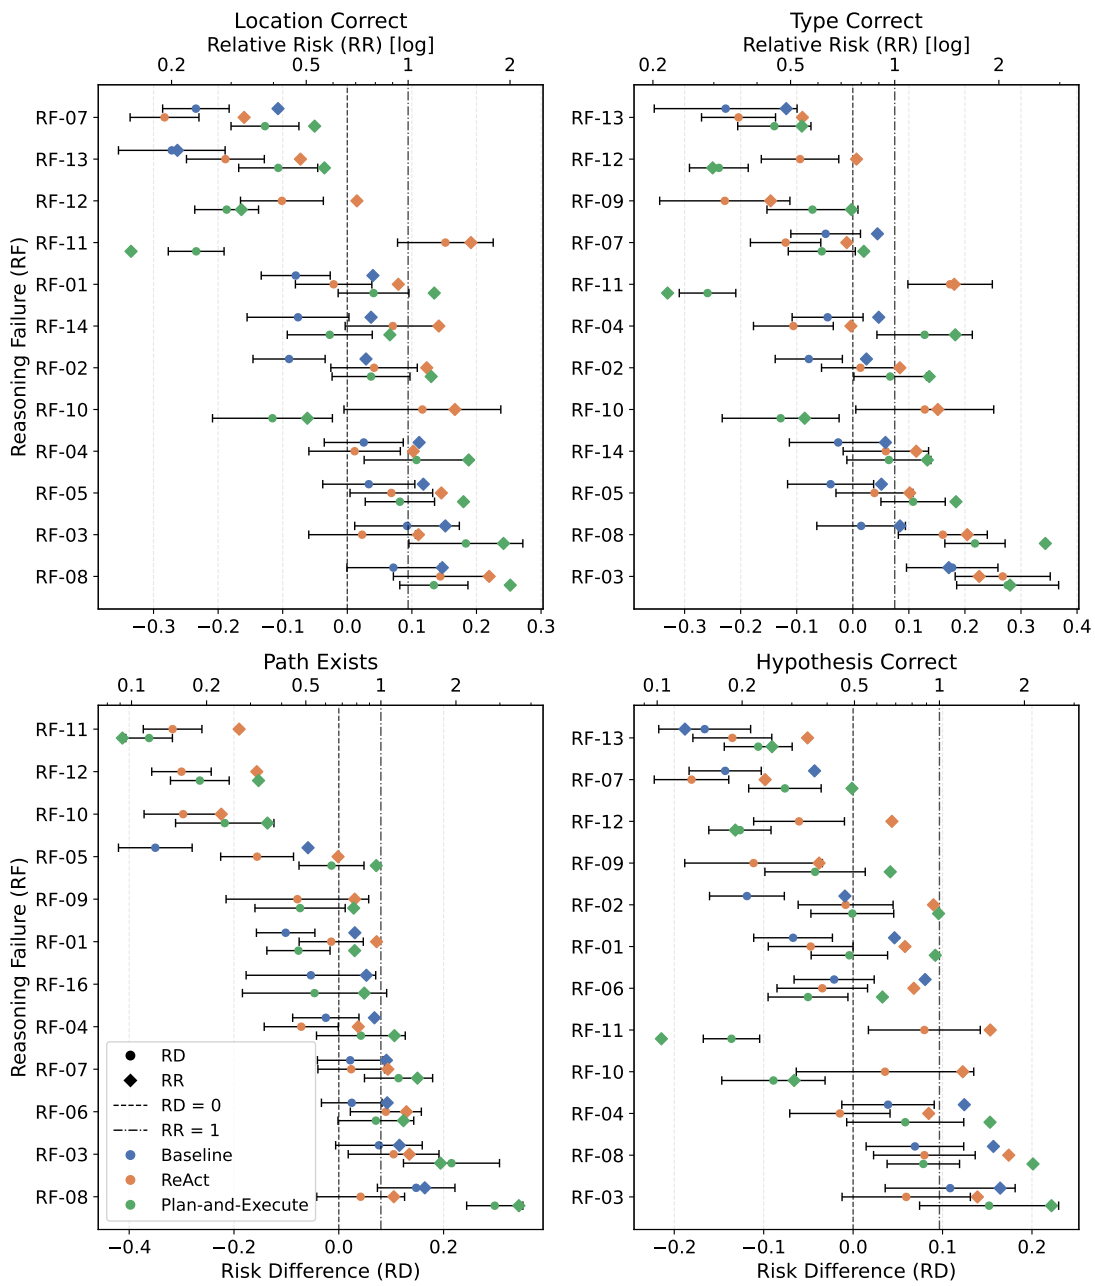 Location Correct
Relative Risk (RR) [log]
0.2 0.5 1 2
Reasoning Failure (RF)
RF-07
RF-13
RF-12
RF-11
RF-01
RF-14
RF-02
RF-10
RF-04
RF-05
RF-03
RF-08
−0.3 −0.2 −0.1 0.0 0.1 0.2 0.3
Type Correct
Relative Risk (RR) [log]
0.2 0.5 1 2
RF-13
RF-12
RF-09
RF-07
RF-11
RF-04
RF-02
RF-10
RF-14
RF-05
RF-08
RF-03
−0.3 −0.2 −0.1 0.0 0.1 0.2 0.3 0.4
Path Exists
0.1 0.2 0.5 1 2
Reasoning Failure (RF)
RF-11
RF-12
RF-10
RF-05
RF-09
RF-01
RF-16
RF-04
RF-07
RF-06
RF-03
RF-08
RD
RR
RD = 0
RR = 1
Baseline
ReAct
Plan-and-Execute
−0.4 −0.2 0.0 0.2
Risk Difference (RD)
Hypothesis Correct
0.1 0.2 0.5 1 2
RF-13
RF-07
RF-12
RF-09
RF-02
RF-01
RF-06
RF-11
RF-10
RF-04
RF-08
RF-03
−0.2 −0.1 0.0 0.1 0.2
Risk Difference (RD)